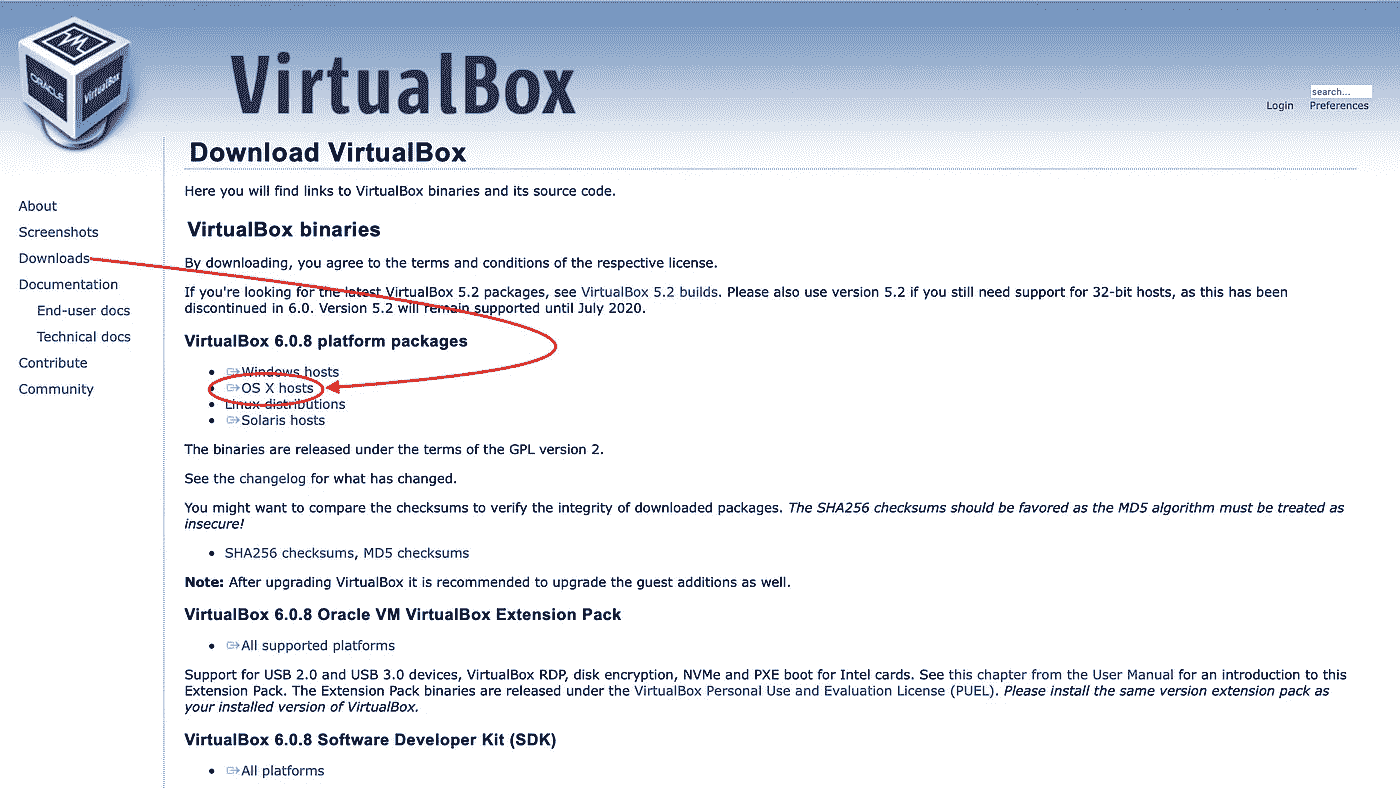 ORACLE
VirtualBox
VirtualBox
search...
Login
Preferences
Download VirtualBox
Here you will find links to VirtualBox binaries and its source code.
About
Screenshots
Downloads
Documentation
End-user docs
Technical docs
Contribute
Community
VirtualBox binaries
By downloading, you agree to the terms and conditions of the respective license.
If you're looking for the latest VirtualBox 5.2 packages, see VirtualBox 5.2 builds. Please also use version 5.2 if you still need support for 32-bit hosts, as this has been
discontinued in 6.0. Version 5.2 will remain supported until July 2020.
VirtualBox 6.0.8 platform packages
Windows hosts
OS X hosts
Linux distributions
Solaris hosts
The binaries are released under the terms of the GPL version 2.
See the changelog for what has changed.
You might want to compare the checksums to verify the integrity of downloaded packages. The SHA256 checksums should be favored as the MD5 algorithm must be treated as
insecure!
SHA256 checksums, MD5 checksums
Note: After upgrading VirtualBox it is recommended to upgrade the guest additions as well.
VirtualBox 6.0.8 Oracle VM VirtualBox Extension Pack
All supported platforms
Support for USB 2.0 and USB 3.0 devices, VirtualBox RDP, disk encryption, NVMe and PXE boot for Intel cards. See this chapter from the User Manual for an introduction to this
Extension Pack. The Extension Pack binaries are released under the VirtualBox Personal Use and Evaluation License (PUEL). Please install the same version extension pack as
your installed version of VirtualBox.
VirtualBox 6.0.8 Software Developer Kit (SDK)
All platforms